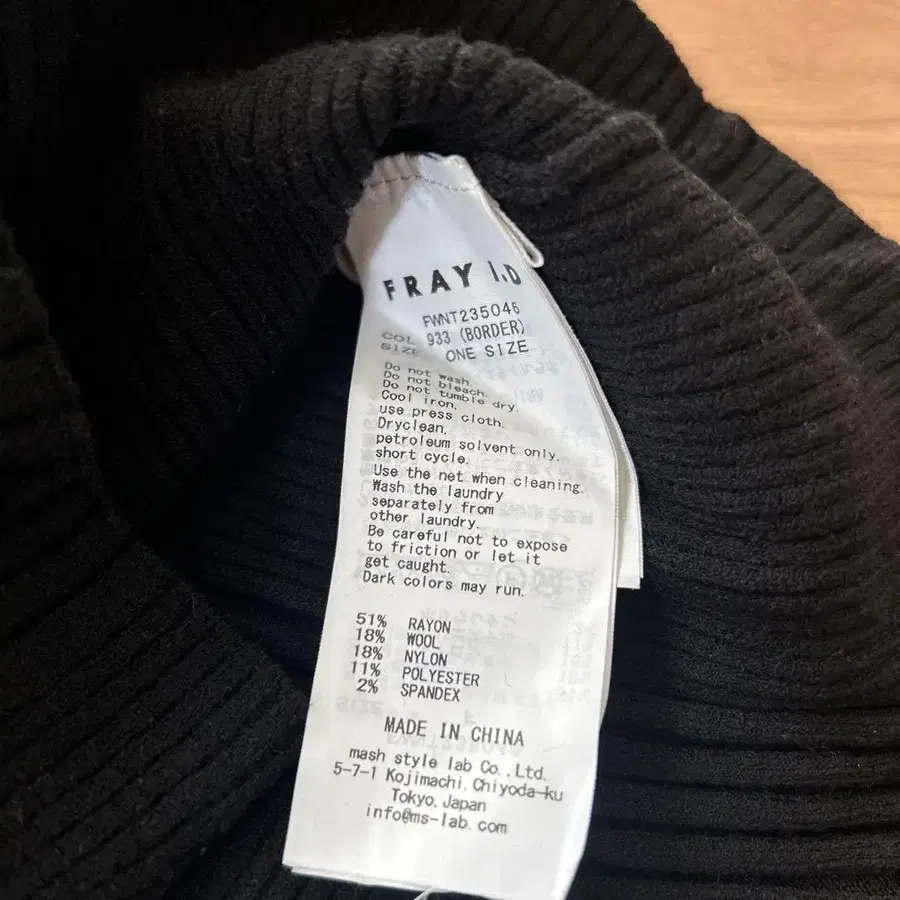 FRAY I.D
FWNT235046
COL 933 (BORDER)
SIZE ONE SIZE
Do not wash.
Do not bleach.
Do not tumble dry.
Cool iron.
use press cloth.
Dryclean.
petroleum solvent only.
short cycle.
Use the net when cleaning.
Wash the laundry
separately from
other laundry.
Be careful not to expose
to friction or let it
get caught.
Dark colors may run.
51% RAYON
18% WOOL
18% NYLON
11% POLYESTER
2% SPANDEX
MADE IN CHINA
mash style lab Co.,Ltd.
5-7-1 Kojimachi,Chiyoda-ku
Tokyo,Japan
info@ms-lab.com